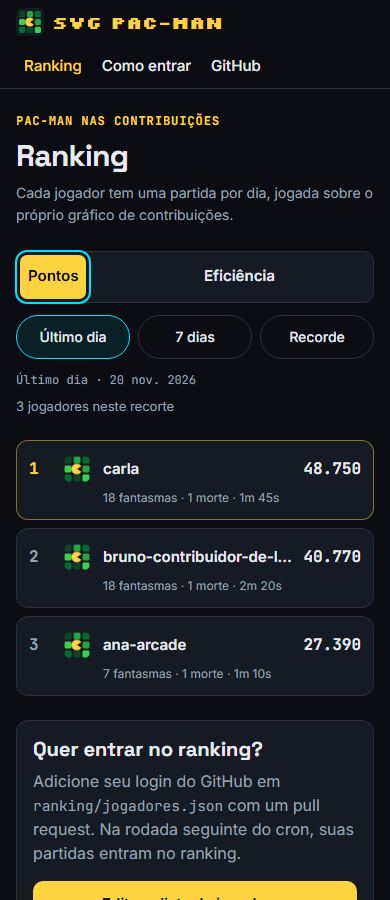 SVG PAC-MAN
Ranking Como entrar GitHub
PAC-MAN NAS CONTRIBUIÇÕES
Ranking
Cada jogador tem uma partida por dia, jogada sobre o
próprio gráfico de contribuições.
Pontos Eficiência
Último dia 7 dias Recorde
Último dia · 20 nov. 2026
3 jogadores neste recorte
1 carla 48.750
18 fantasmas · 1 morte · 1m 45s
2 bruno-contribuidor-de-l... 40.770
18 fantasmas · 1 morte · 2m 20s
3 ana-arcade 27.390
7 fantasmas · 1 morte · 1m 10s
Quer entrar no ranking?
Adicione seu login do GitHub em
ranking/jogadores.json com um pull
request. Na rodada seguinte do cron, suas
partidas entram no ranking.